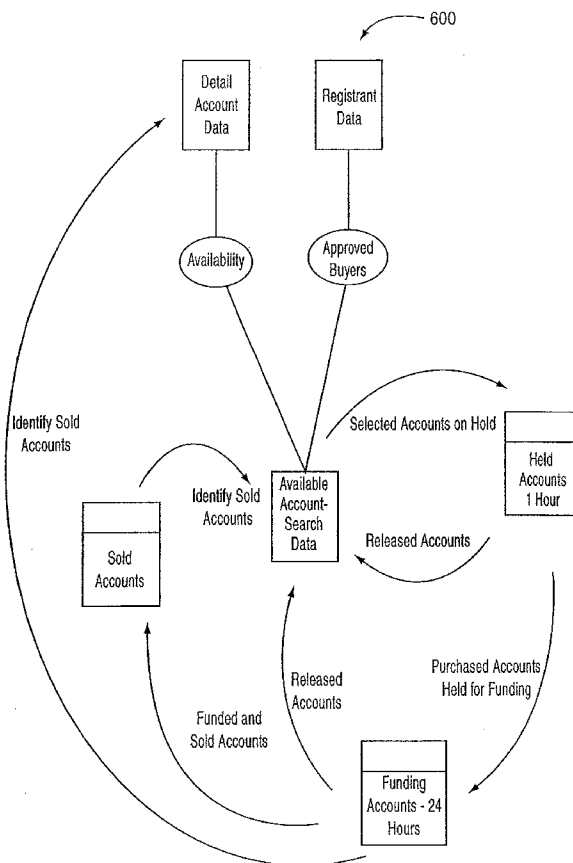 600
Detail
Account
Data
Registrant
Data
Availability
Approved
Buyers
Identify Sold
Accounts
Selected Accounts on Hold
Held
Accounts
1 Hour
Identify Sold
Accounts
Available
Account-
Search
Data
Sold
Accounts
Released Accounts
Released
Accounts
Purchased Accounts
Held for Funding
Funded and
Sold Accounts
Funding
Accounts - 24
Hours